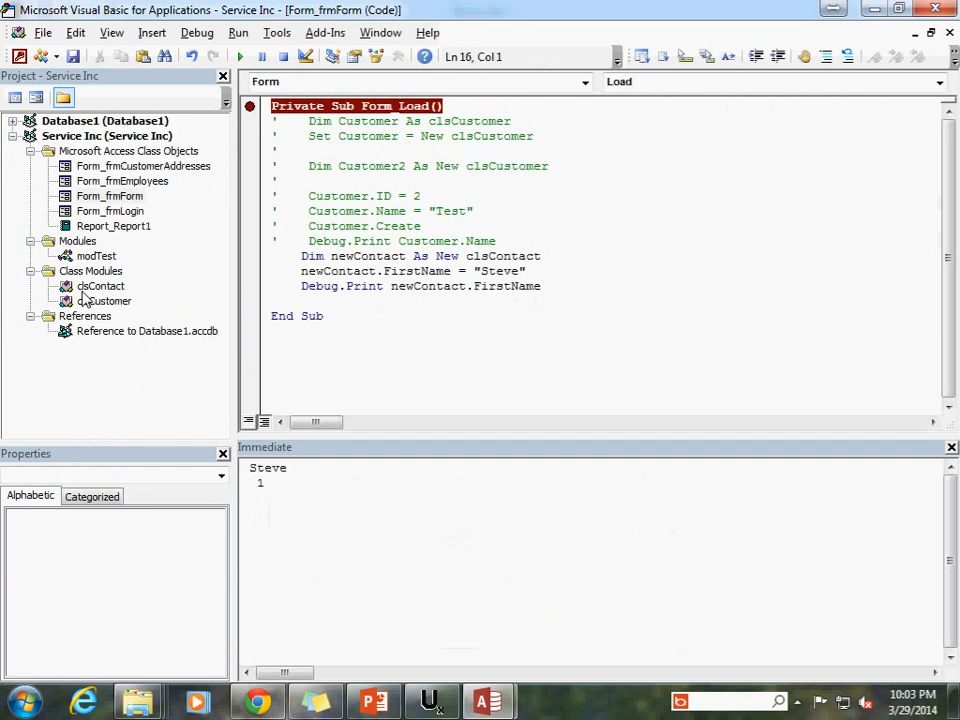 Microsoft Visual Basic for Applications - Service Inc - [Form_frmForm (Code)]
File Edit View Insert Debug Run Tools Add-Ins Window Help
Ln 16, Col 1
Project - Service Inc
Form
Load
Database1 (Database1)
Service Inc (Service Inc)
Microsoft Access Class Objects
Form_frmCustomerAddresses
Form_frmEmployees
Form_frmForm
Form_frmLogin
Report_Report1
Modules
modTest
Class Modules
clsContact
clsCustomer
References
Reference to Database1.accdb
Private Sub Form_Load()
' Dim Customer As clsCustomer
' Set Customer = New clsCustomer
'
' Dim Customer2 As New clsCustomer
'
' Customer.ID = 2
' Customer.Name = "Test"
' Customer.Create
' Debug.Print Customer.Name
Dim newContact As New clsContact
newContact.FirstName = "Steve"
Debug.Print newContact.FirstName
End Sub
Properties
Alphabetic Categorized
Immediate
Steve
1
10:03 PM
3/29/2014